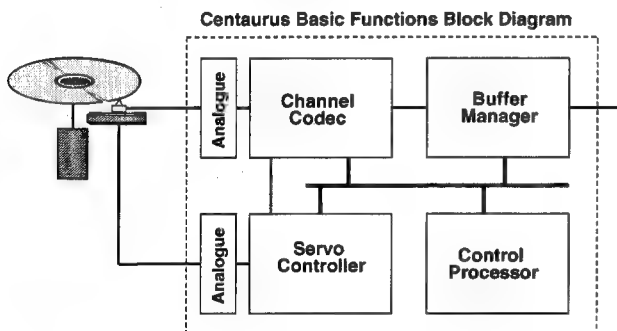 Centaurus Basic Functions Block Diagram
Analogue
Channel
Codec
Buffer
Manager
Analogue
Servo
Controller
Control
Processor